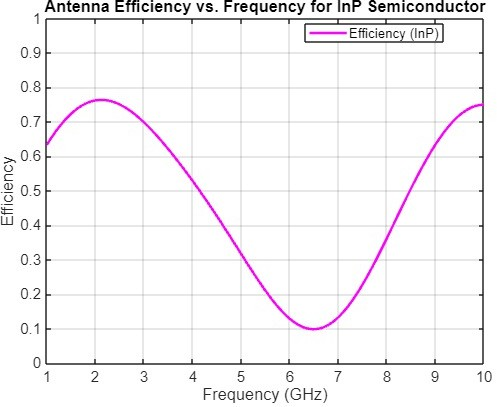 Antenna Efficiency vs. Frequency for InP Semiconductor
Efficiency (InP)
Efficiency
1
0.9
0.8
0.7
0.6
0.5
0.4
0.3
0.2
0.1
0
1 2 3 4 5 6 7 8 9 10
Frequency (GHz)